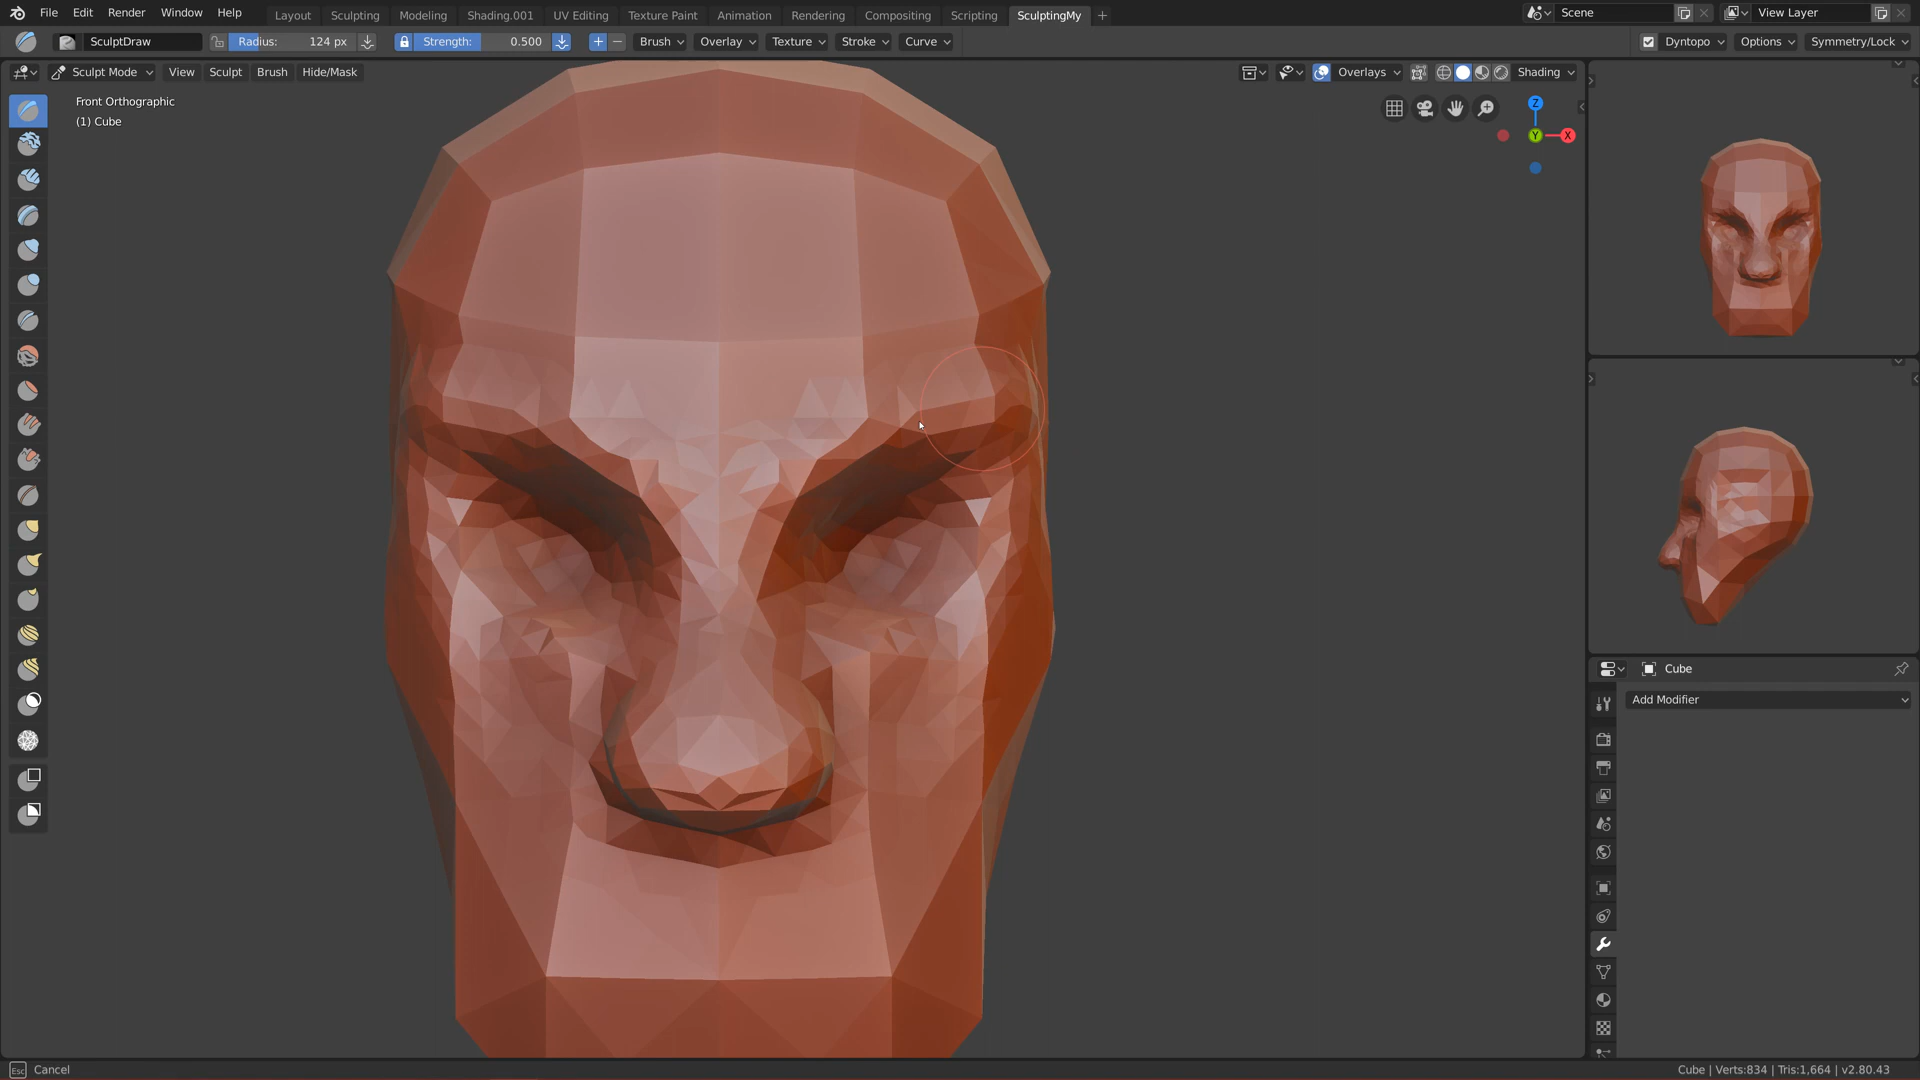 File Edit Render Window Help Layout Sculpting Modeling Shading.001 UV Editing Texture Paint Animation Rendering Compositing Scripting SculptingMy + Scene View Layer
SculptDraw Radius: 124 px Strength: 0.500 + − Brush Overlay Texture Stroke Curve Dyntopo Options Symmetry/Lock
Sculpt Mode View Sculpt Brush Hide/Mask Overlays Shading
Front Orthographic
(1) Cube
Z
Y
X
Cube
Add Modifier
Esc Cancel Cube | Verts:834 | Tris:1,664 | v2.80.43